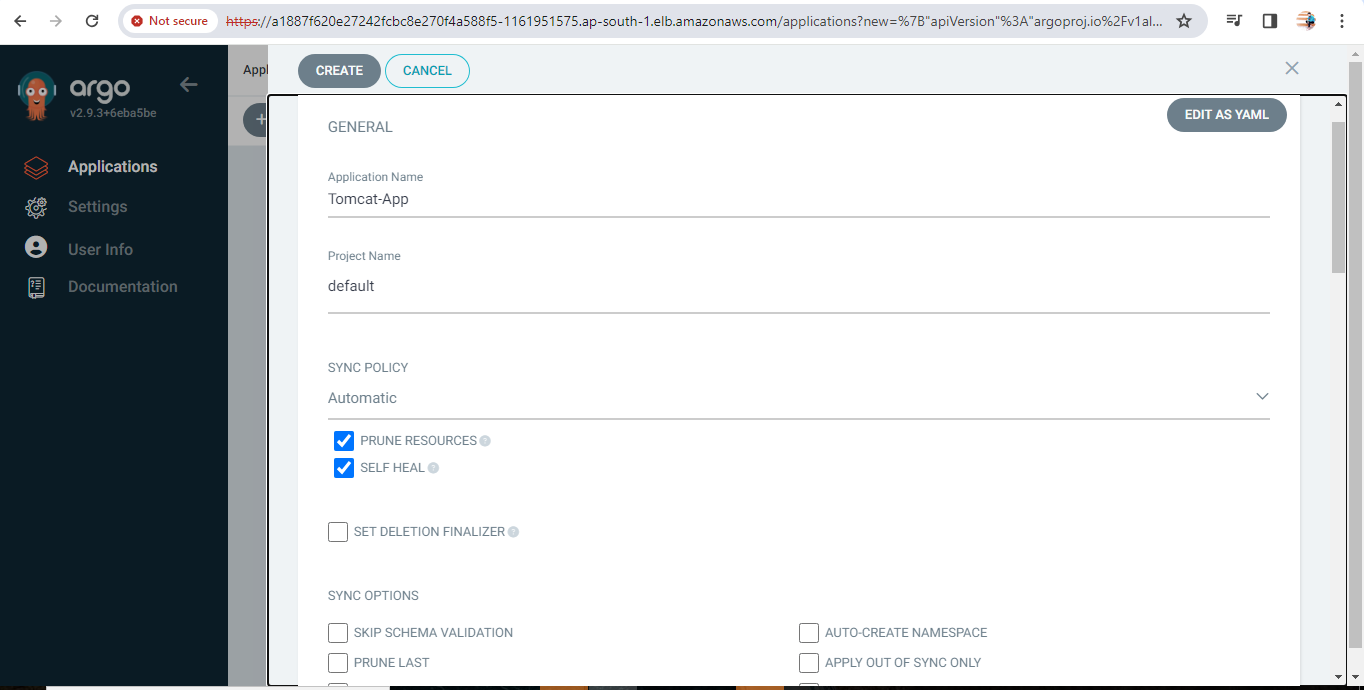 Not secure https://a1887f620e27242fcbc8e270f4a588f5-1161951575.ap-south-1.elb.amazonaws.com/applications?new=%7B"apiVersion"%3A"argoproj.io%2Fv1al...
argo
v2.9.3+6eba5be
Applications
Settings
User Info
Documentation
Appl
+
CREATE CANCEL
EDIT AS YAML
GENERAL
Application Name
Tomcat-App
Project Name
default
SYNC POLICY
Automatic
PRUNE RESOURCES
SELF HEAL
SET DELETION FINALIZER
SYNC OPTIONS
SKIP SCHEMA VALIDATION AUTO-CREATE NAMESPACE
PRUNE LAST APPLY OUT OF SYNC ONLY